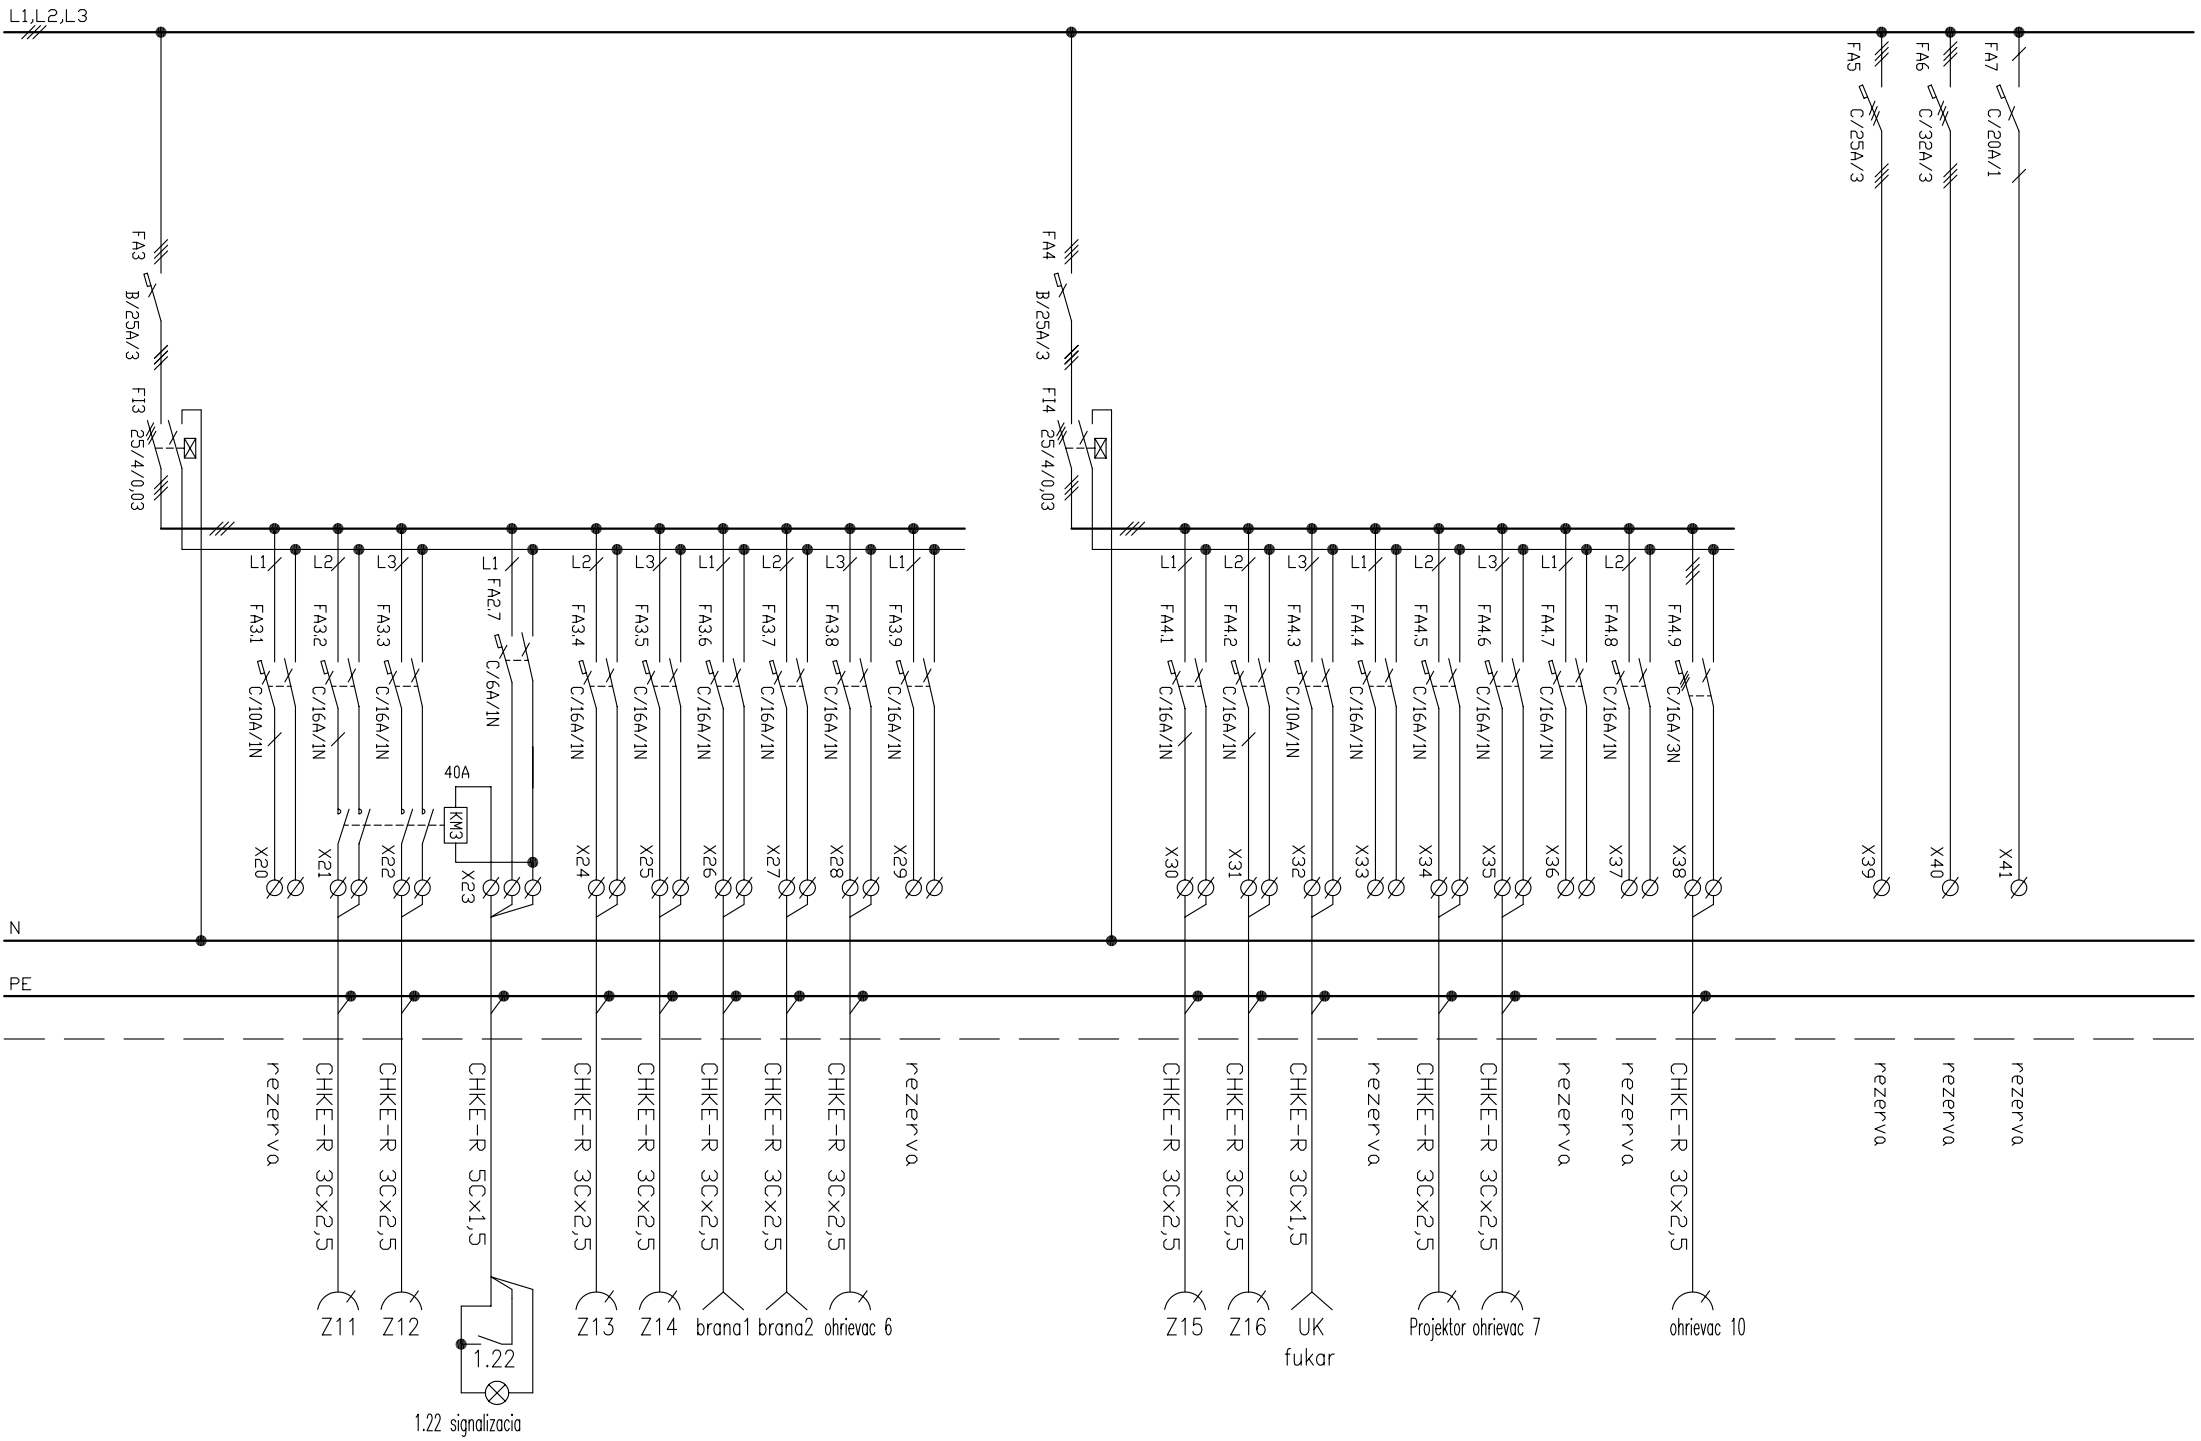 L1,L2,L3
FA5
FA6
FA7
C/25A/3
C/32A/3
C/20A/1
FA3
FA4
B/25A/3
B/25A/3
FI3
25/4/0,03
FI4
25/4/0,03
L1
L2
L3
L1
L2
L3
L1
L2
L3
L1
L1
L2
L3
L1
L2
L3
L1
L2
FA3.1
FA3.2
FA3.3
FA2,7
FA3.4
FA3.5
FA3.6
FA3.7
FA3.8
FA3.9
FA4.1
FA4.2
FA4.3
FA4.4
FA4.5
FA4.6
FA4.7
FA4.8
FA4.9
C/10A/1N
C/16A/1N
C/16A/1N
C/6A/1N
C/16A/1N
C/16A/1N
C/16A/1N
C/16A/1N
C/16A/1N
C/16A/1N
C/16A/1N
C/16A/1N
C/10A/1N
C/16A/1N
C/16A/1N
C/16A/1N
C/16A/1N
C/16A/1N
C/16A/3N
40A
KM3
X20
X21
X22
X23
X24
X25
X26
X27
X28
X29
X30
X31
X32
X33
X34
X35
X36
X37
X38
X39
X40
X41
N
PE
rezerva
CHKE-R 3Cx2,5
CHKE-R 3Cx2,5
CHKE-R 5Cx1,5
CHKE-R 3Cx2,5
CHKE-R 3Cx2,5
CHKE-R 3Cx2,5
CHKE-R 3Cx2,5
CHKE-R 3Cx2,5
rezerva
CHKE-R 3Cx2,5
CHKE-R 3Cx2,5
CHKE-R 3Cx1,5
rezerva
CHKE-R 3Cx2,5
CHKE-R 3Cx2,5
rezerva
rezerva
CHKE-R 3Cx2,5
rezerva
rezerva
rezerva
Z11
Z12
Z13
Z14
brana1
brana2
ohrievac 6
Z15
Z16
UK
fukar
Projektor
ohrievac 7
ohrievac 10
1.22
1.22 signalizacia